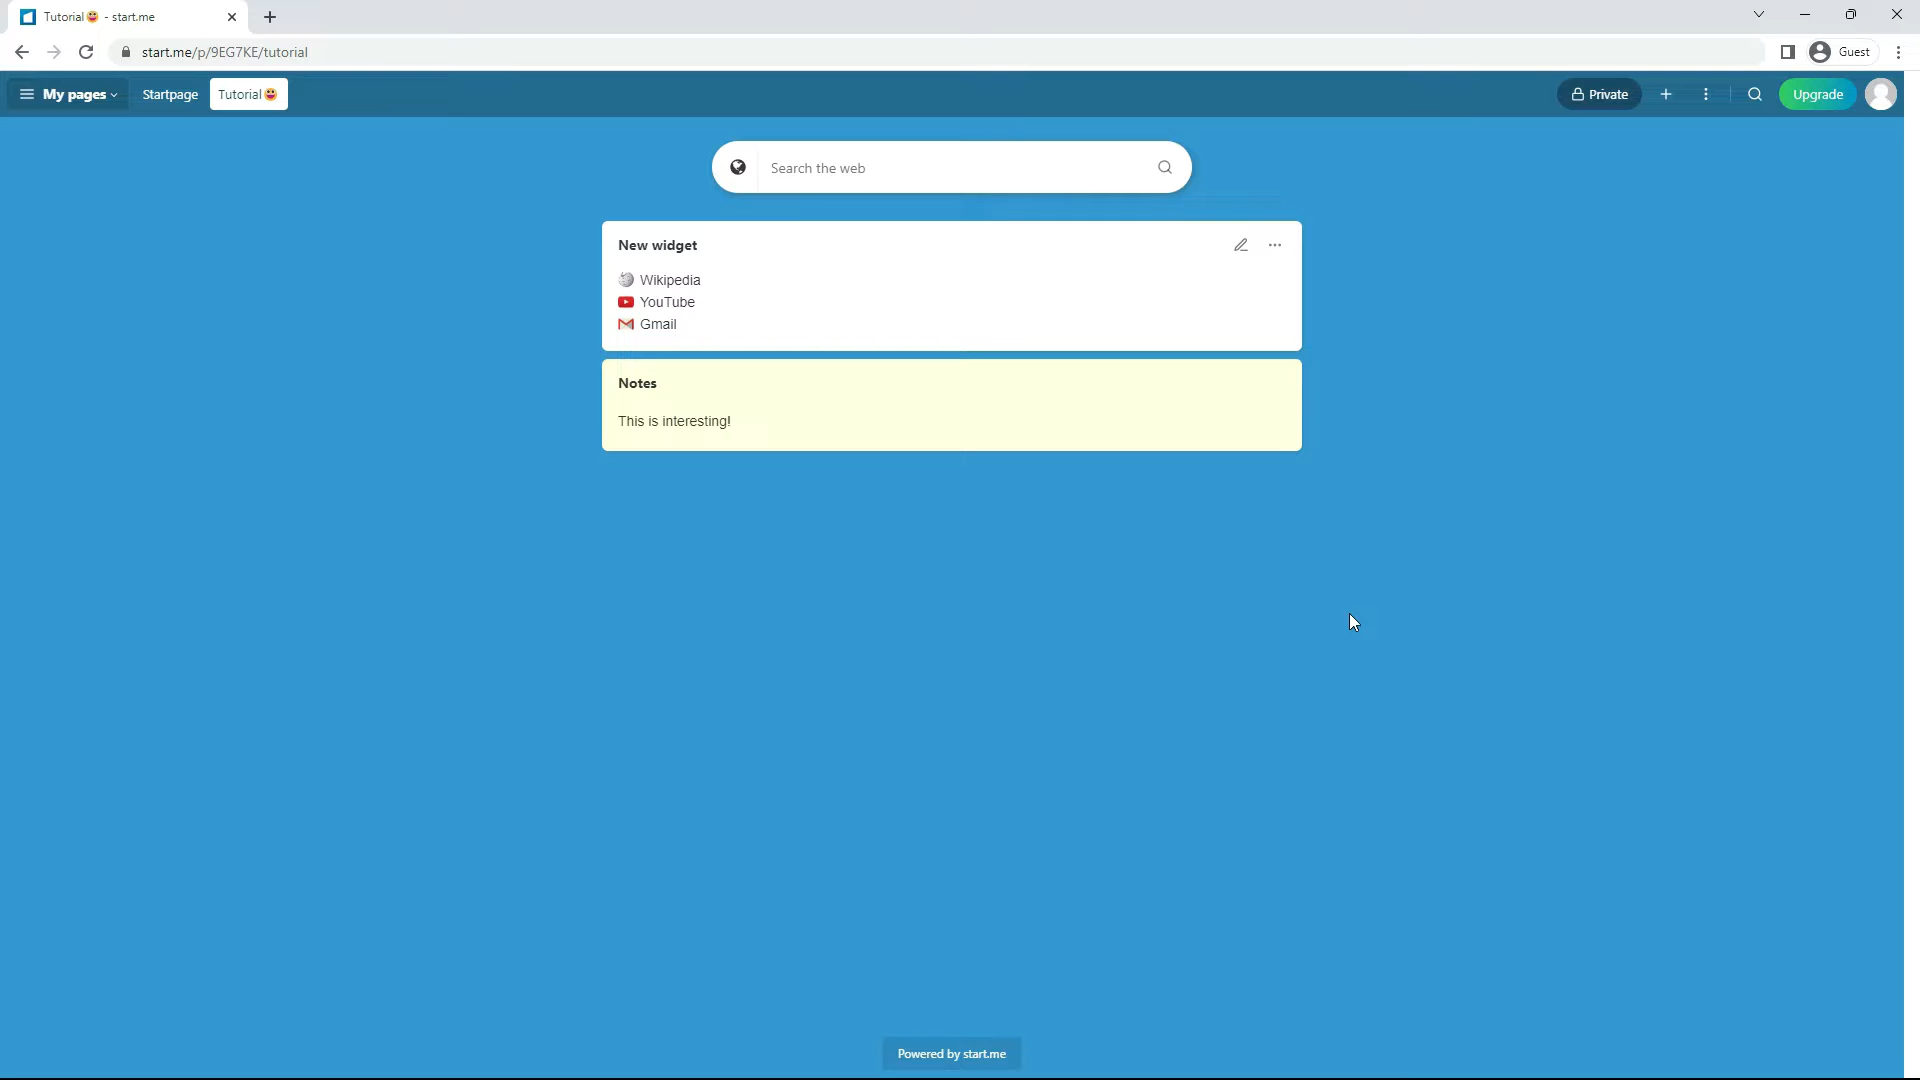 Tutorial😀 - start.me
start.me/p/9EG7KE/tutorial
Guest
My pages
Startpage
Tutorial😀
Private
Upgrade
Search the web
New widget
Wikipedia
YouTube
Gmail
Notes
This is interesting!
Powered by start.me